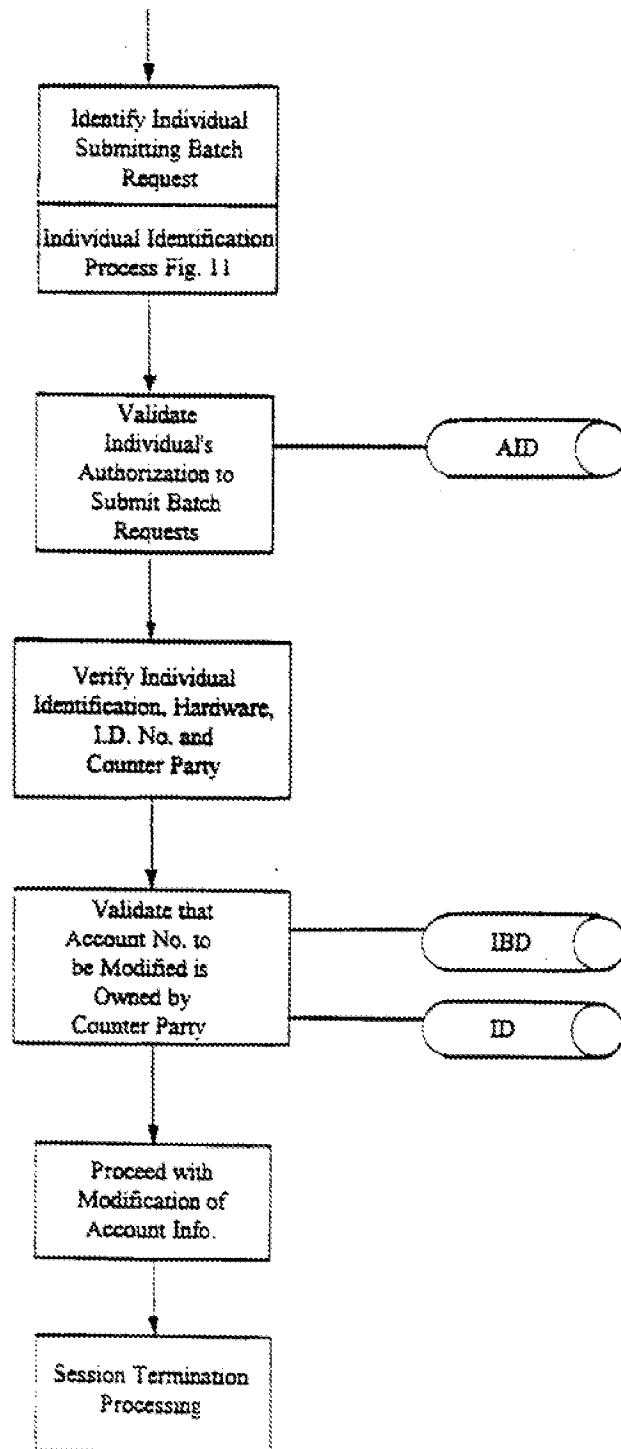 Identify Individual
Submitting Batch
Request
Individual Identification
Process Fig. 11
Validate
Individual's
Authorization to
Submit Batch
Requests
AID
Verify Individual
Identification, Hardware,
I.D. No. and
Counter Party
Validate that
Account No. to
be Modified is
Owned by
Counter Party
IBD
ID
Proceed with
Modification of
Account Info.
Session Termination
Processing